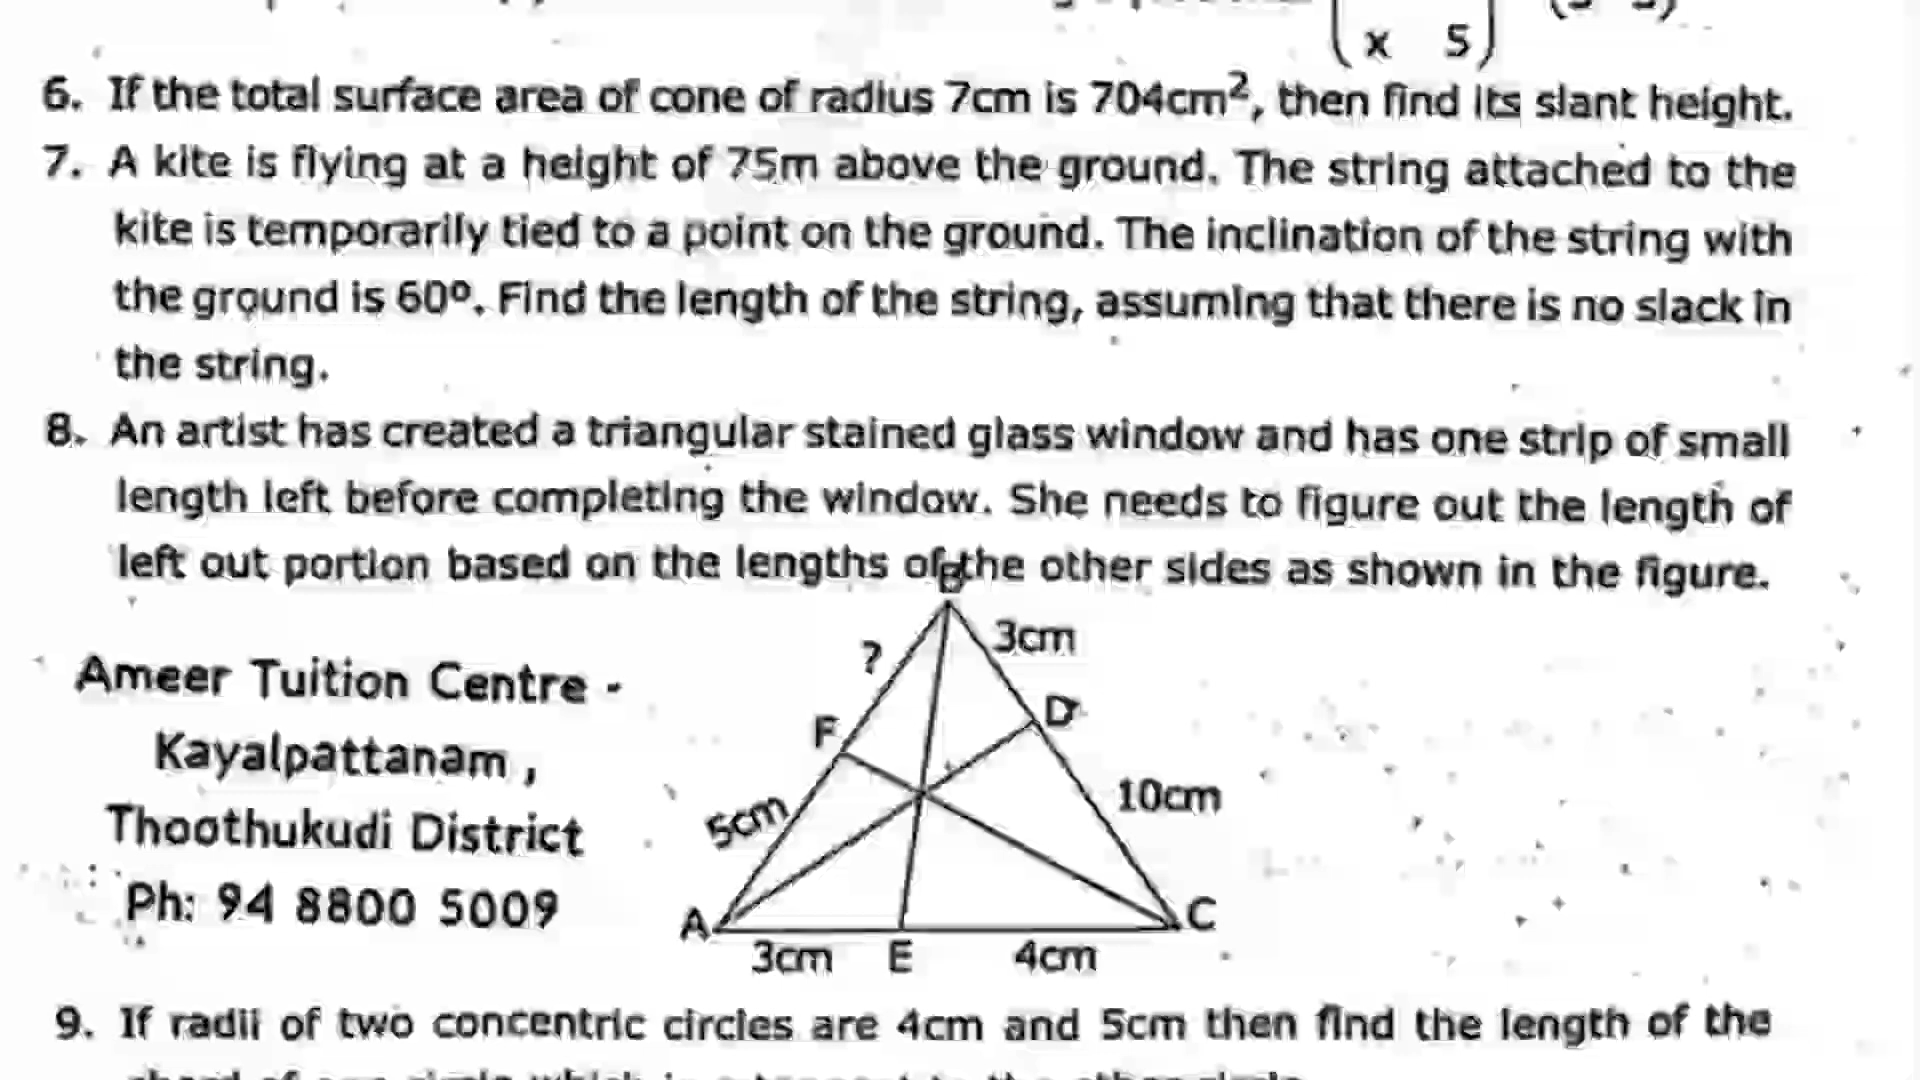 x 5
6. If the total surface area of cone of radius 7cm is 704cm², then find its slant height.
7. A kite is flying at a height of 75m above the ground. The string attached to the
kite is temporarily tied to a point on the ground. The inclination of the string with
the ground is 60º. Find the length of the string, assuming that there is no slack in
the string.
8. An artist has created a triangular stained glass window and has one strip of small
length left before completing the window. She needs to figure out the length of
left out portion based on the lengths of the other sides as shown in the figure.
B
3cm
?
Ameer Tuition Centre -
D
F
Kayalpattanam ,
10cm
5cm
Thoothukudi District
Ph: 94 8800 5009
A
C
3cm E 4cm
9. If radii of two concentric circles are 4cm and 5cm then find the length of the